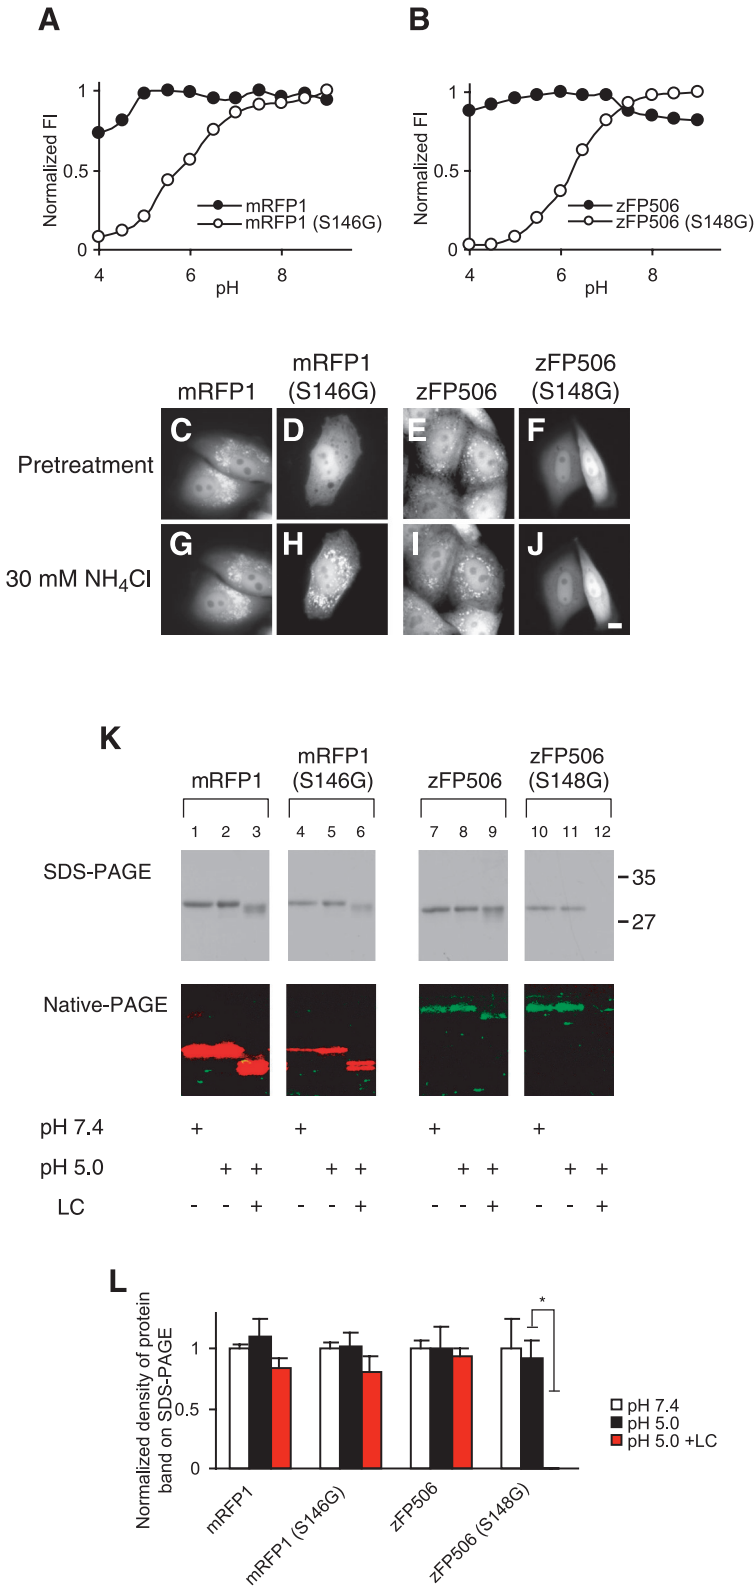 A
B
Normalized FI
1
0.5
0
4 6 8
pH
mRFP1
mRFP1 (S146G)
Normalized FI
1
0.5
0
4 6 8
pH
zFP506
zFP506 (S148G)
mRFP1
mRFP1
(S146G)
zFP506
zFP506
(S148G)
Pretreatment
C D E F
30 mM NH4Cl
G H I J
K
mRFP1
mRFP1
(S146G)
zFP506
zFP506
(S148G)
1 2 3 4 5 6 7 8 9 10 11 12
SDS-PAGE
35
27
Native-PAGE
pH 7.4 + + + +
pH 5.0 + + + + + + + +
LC - - + - - + - - + - - +
L
Normalized density of protein
band on SDS-PAGE
1
0.5
0
*
pH 7.4
pH 5.0
pH 5.0 +LC
mRFP1
mRFP1 (S146G)
zFP506
zFP506 (S148G)